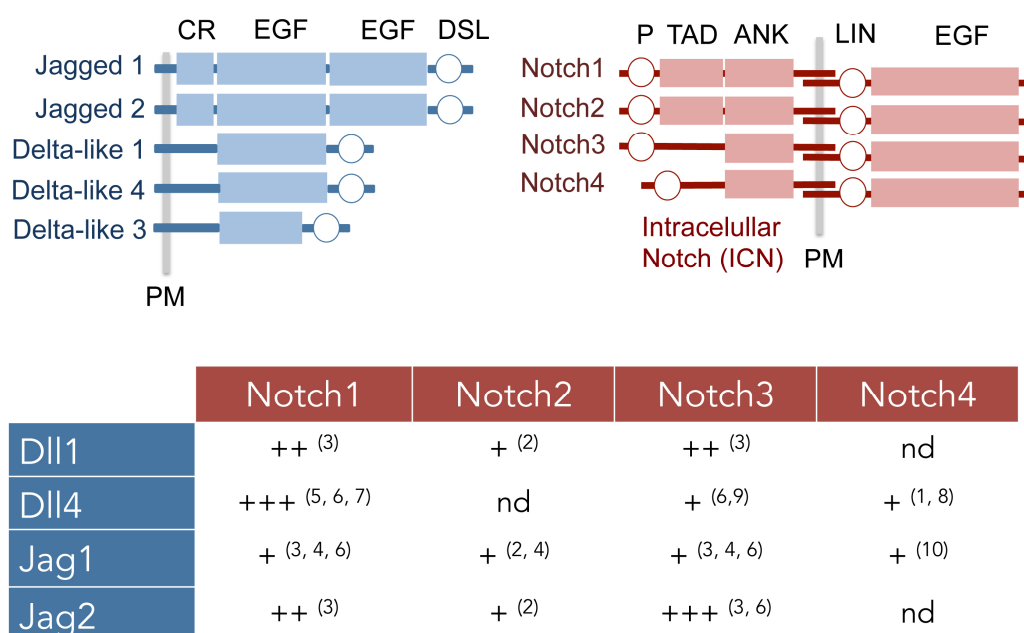 CR EGF EGF DSL
Jagged 1
Jagged 2
Delta-like 1
Delta-like 4
Delta-like 3
PM
P TAD ANK LIN EGF
Notch1
Notch2
Notch3
Notch4
Intracelullar
Notch (ICN)
PM
Notch1 Notch2 Notch3 Notch4
Dll1 ++ (3) + (2) ++ (3) nd
Dll4 +++ (5, 6, 7) nd + (6,9) + (1, 8)
Jag1 + (3, 4, 6) + (2, 4) + (3, 4, 6) + (10)
Jag2 ++ (3) + (2) +++ (3, 6) nd